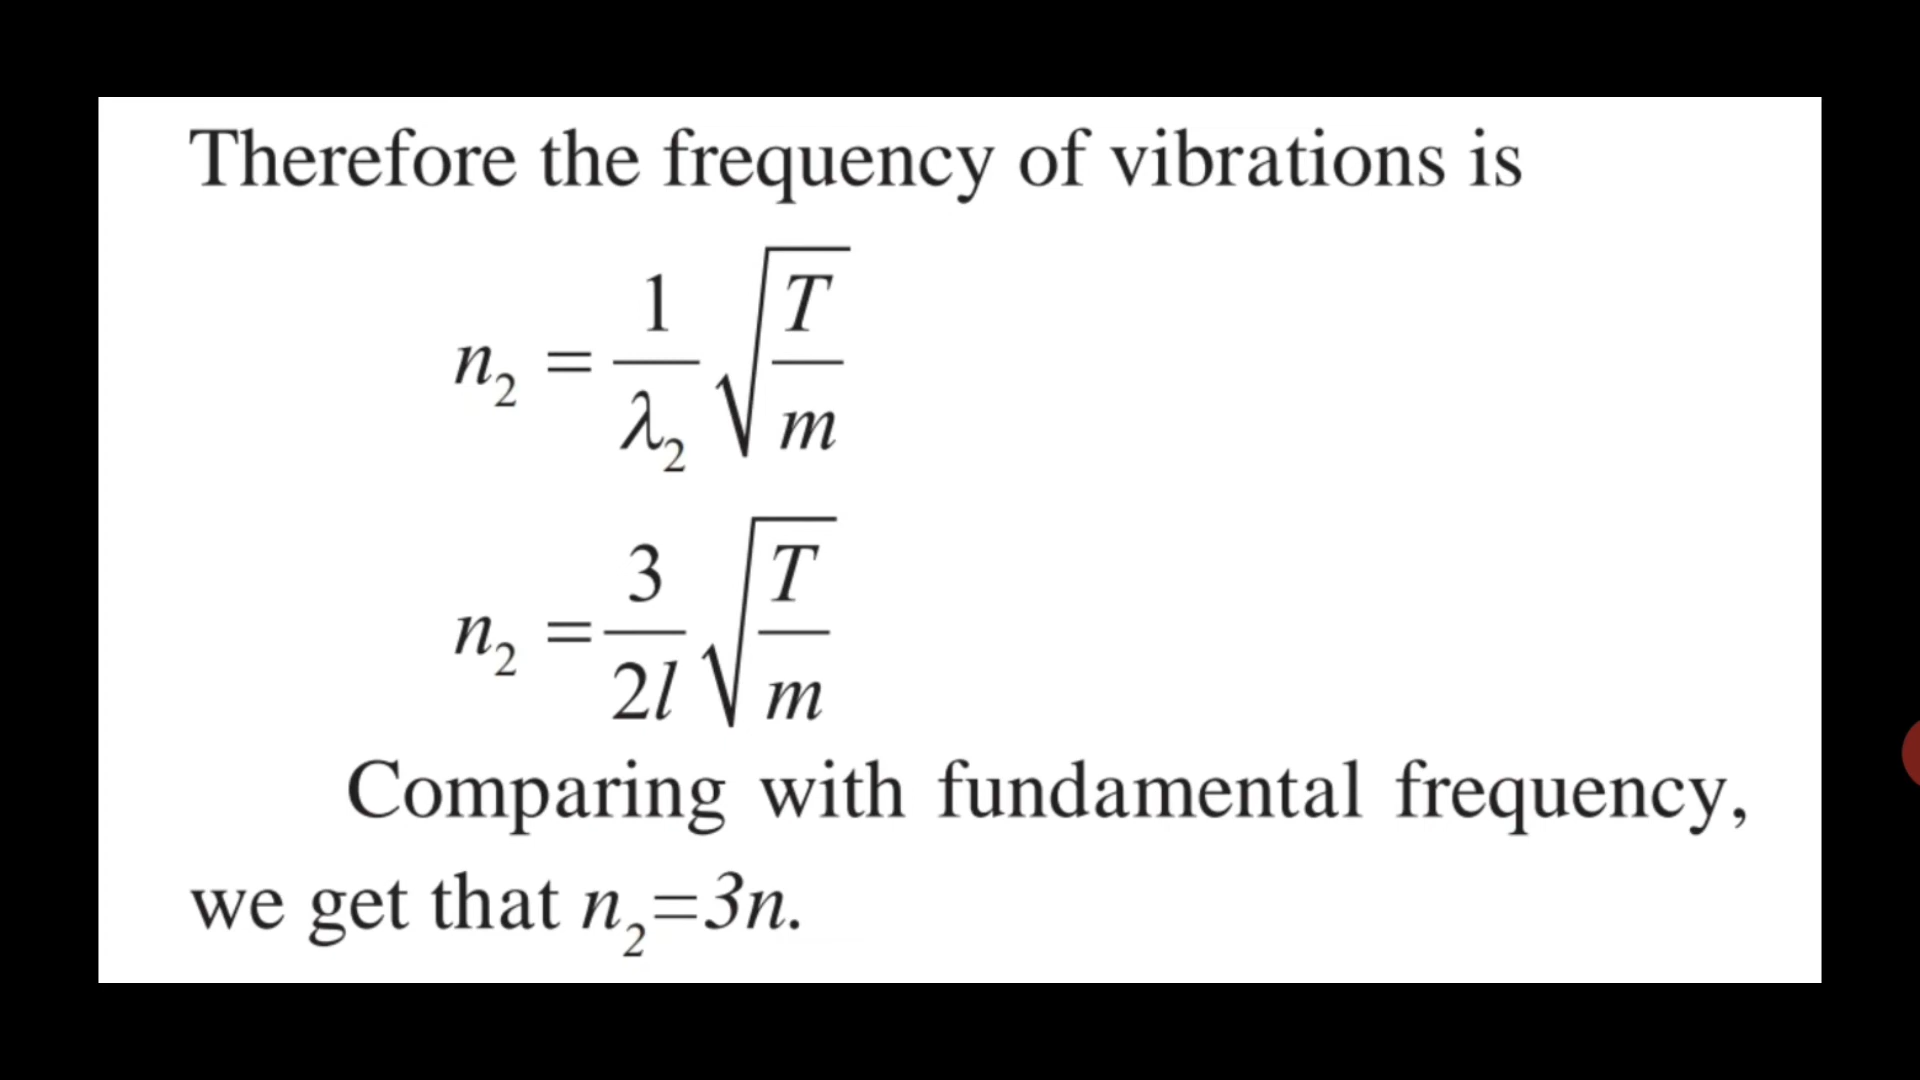 Therefore the frequency of vibrations is
n₂ = 1/λ₂ √(T/m)
n₂ = 3/2l √(T/m)
Comparing with fundamental frequency,
we get that n₂=3n.